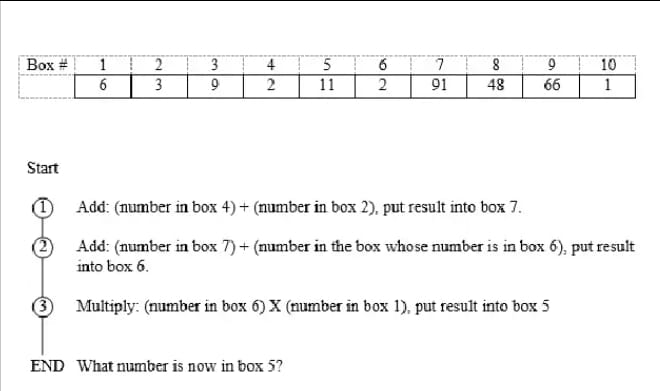 Box # 1 2 3 4 5 6 7 8 9 10
6 3 9 2 11 2 91 48 66 1
Start
1 Add: (number in box 4) + (number in box 2), put result into box 7.
2 Add: (number in box 7) + (number in the box whose number is in box 6), put result
into box 6.
3 Multiply: (number in box 6) X (number in box 1), put result into box 5
END What number is now in box 5?